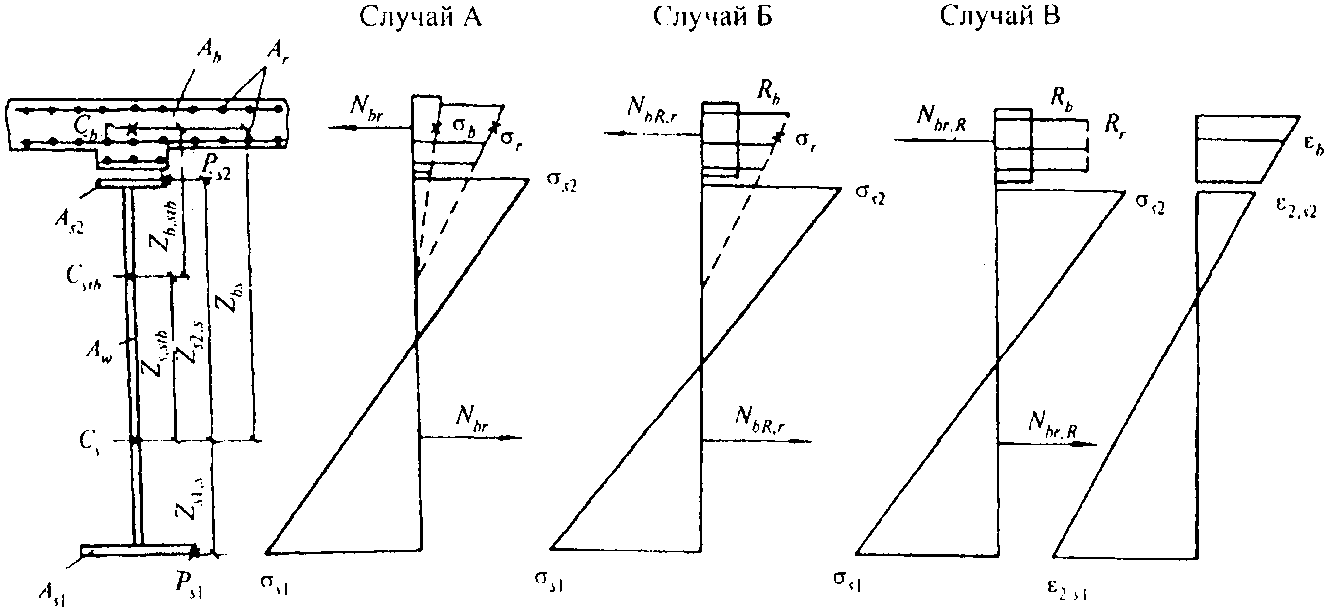 Случай А
Случай Б
Случай В
A_b
A_r
C_b
P_s2
A_s2
Z_b,stb
C_stb
A_w
Z_s,stb
Z_s2,s
Z_bs
C_s
Z_s1,s
A_s1
P_s1
N_br
σ_b
σ_r
σ_s2
N_br
σ_s1
N_bR,r
R_b
σ_r
σ_s2
N_bR,r
σ_s1
N_br,R
R_b
R_r
σ_s2
N_br,R
σ_s1
ε_b
ε_2,s2
ε_2,s1